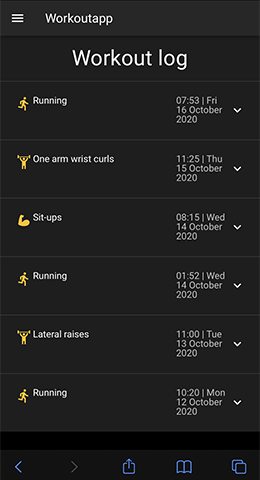 Workoutapp
Workout log
Running
07:53 | Fri
16 October
2020
One arm wrist curls
11:25 | Thu
15 October
2020
Sit-ups
08:15 | Wed
14 October
2020
Running
01:52 | Wed
14 October
2020
Lateral raises
11:00 | Tue
13 October
2020
Running
10:20 | Mon
12 October
2020